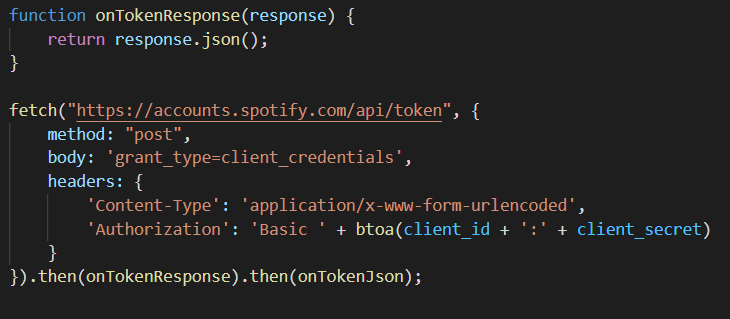 function onTokenResponse(response) {
    return response.json();
}

fetch("https://accounts.spotify.com/api/token", {
    method: "post",
    body: 'grant_type=client_credentials',
    headers: {
        'Content-Type': 'application/x-www-form-urlencoded',
        'Authorization': 'Basic ' + btoa(client_id + ':' + client_secret)
    }
}).then(onTokenResponse).then(onTokenJson);